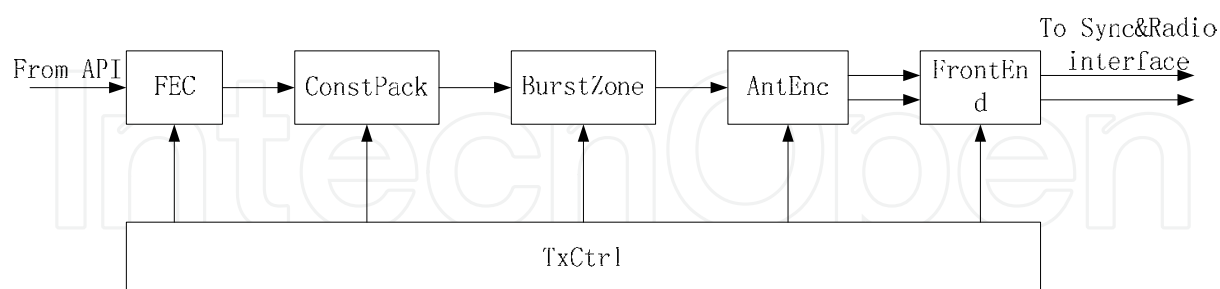 To Sync&Radio
interface
From API
FEC
ConstPack
BurstZone
AntEnc
FrontEn
d
TxCtrl
IntechOpen